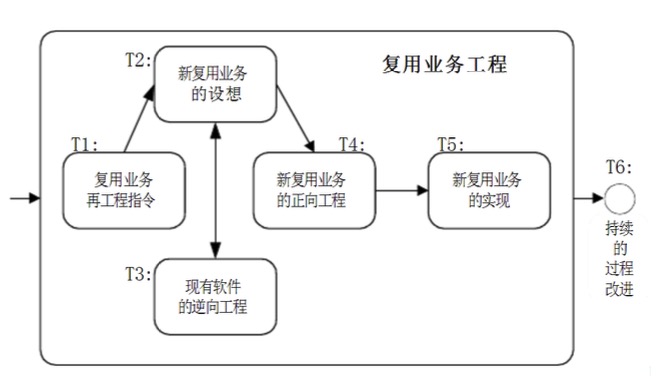 复用业务工程
T2:
新复用业务
的设想
T1:
复用业务
再工程指令
T4:
新复用业务
的正向工程
T5:
新复用业务
的实现
T3:
现有软件
的逆向工程
T6:
持续
的
过程
改进